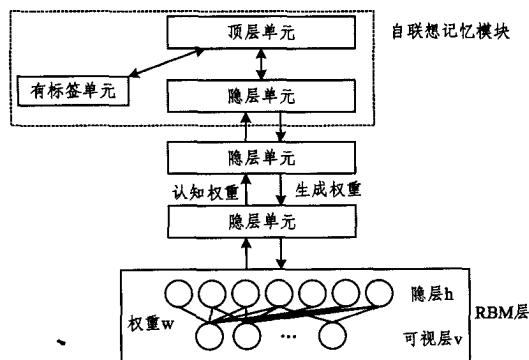 顶层单元
自联想记忆模块
有标签单元
隐层单元
隐层单元
认知权重
生成权重
隐层单元
隐层h
权重w
RBM层
...
可视层v